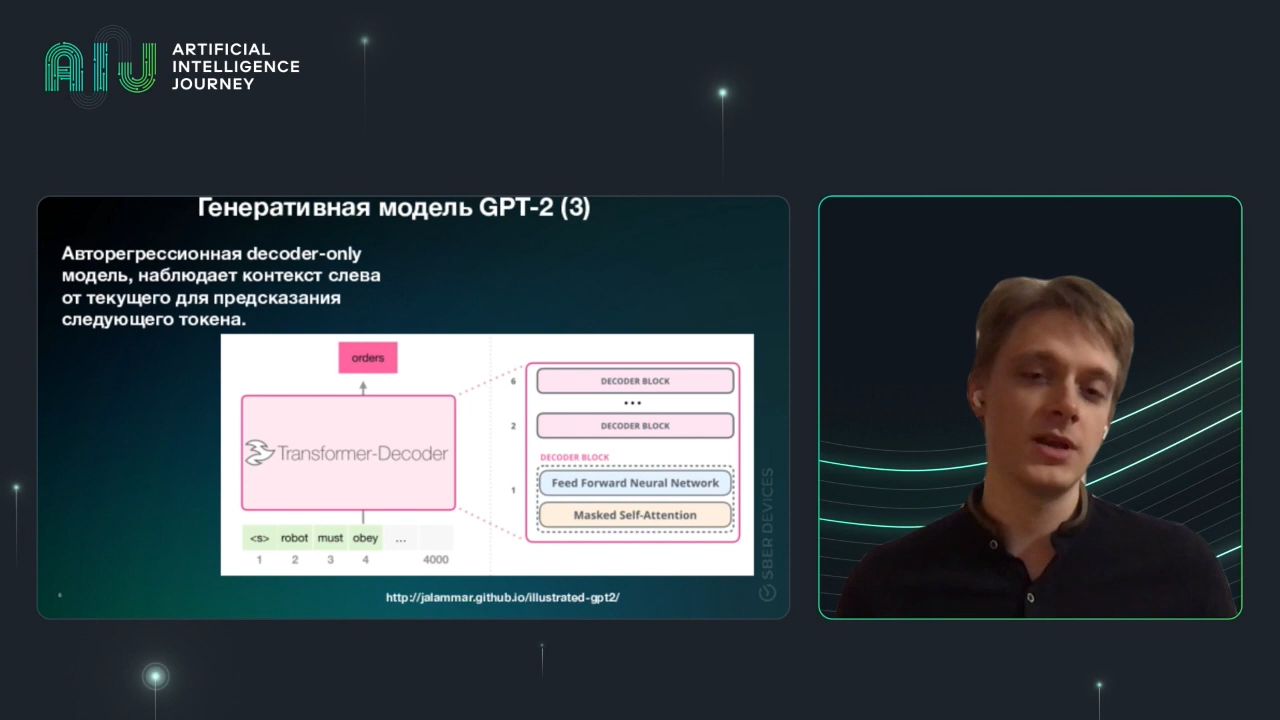 ARTIFICIAL
INTELLIGENCE
JOURNEY
Генеративная модель GPT-2 (3)
Авторегрессионная decoder-only
модель, наблюдает контекст слева
от текущего для предсказания
следующего токена.
orders
Transformer-Decoder
<s> robot must obey ...
1 2 3 4 4000
6 DECODER BLOCK
...
2 DECODER BLOCK
DECODER BLOCK
1
Feed Forward Neural Network
Masked Self-Attention
SBER DEVICES
http://jalammar.github.io/illustrated-gpt2/